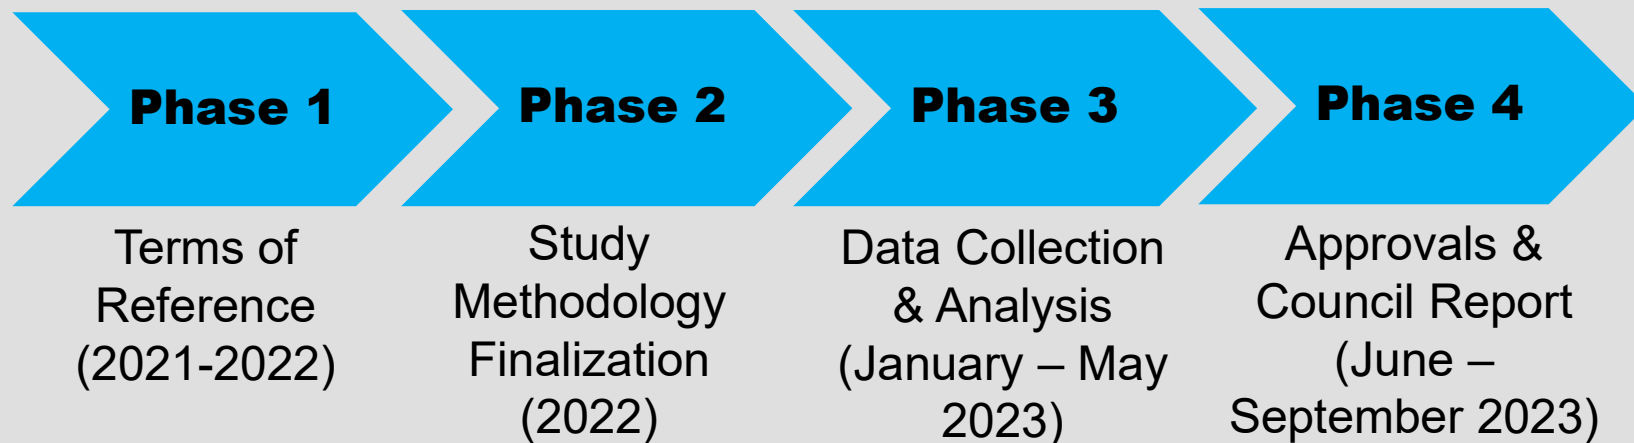 Phase 1
Terms of
Reference
(2021-2022)
Phase 2
Study
Methodology
Finalization
(2022)
Phase 3
Data Collection
& Analysis
(January – May
2023)
Phase 4
Approvals &
Council Report
(June –
September 2023)